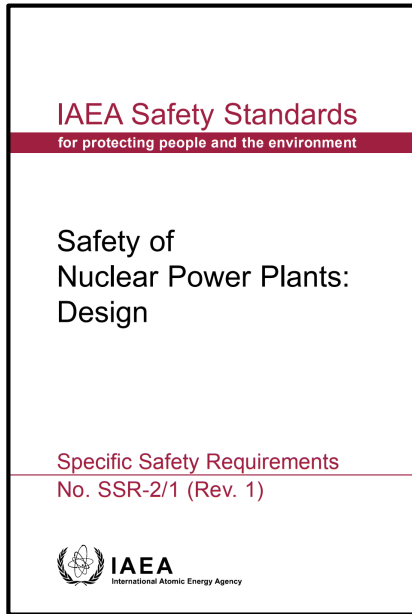 IAEA Safety Standards
for protecting people and the environment
Safety of
Nuclear Power Plants:
Design
Specific Safety Requirements
No. SSR-2/1 (Rev. 1)
IAEA
International Atomic Energy Agency